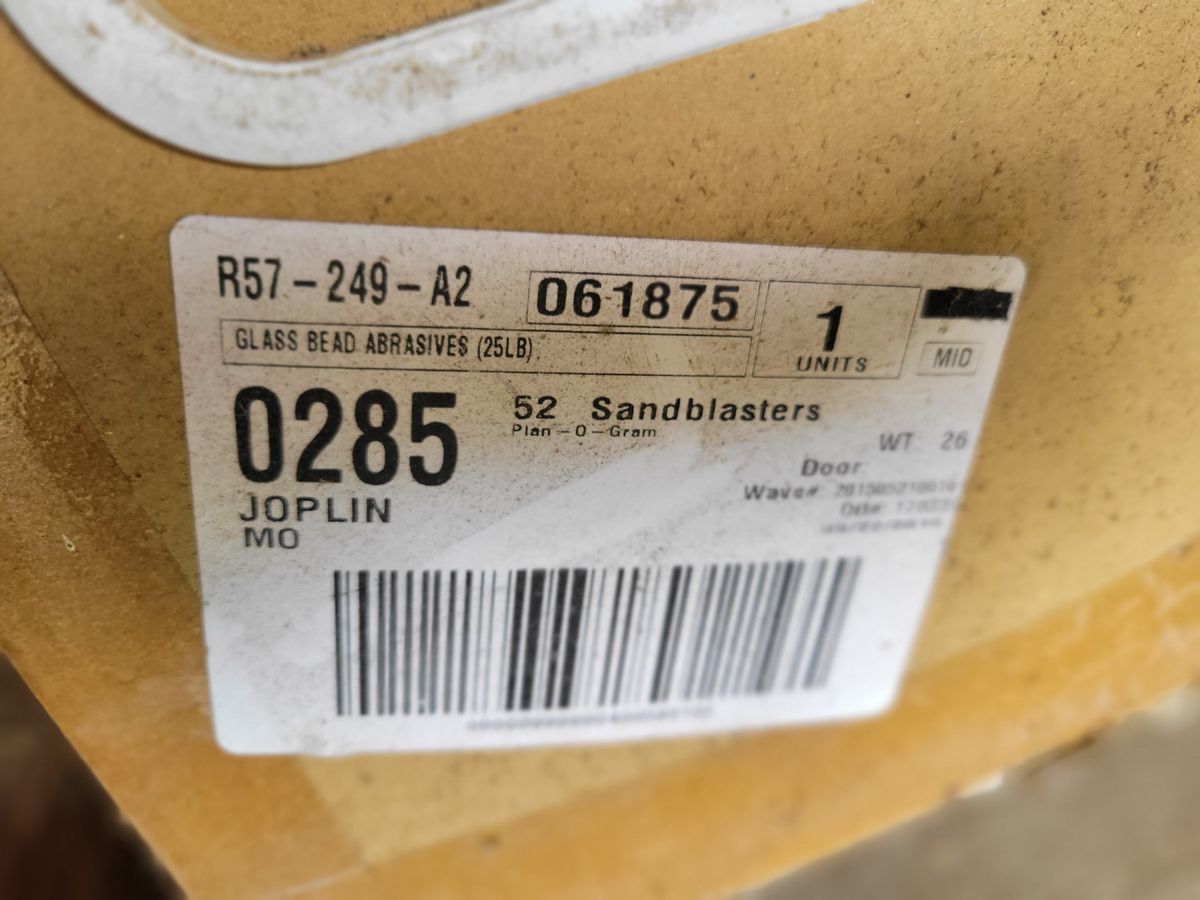 R57-249-A2
061875
1
UNITS
MID
GLASS BEAD ABRASIVES (25LB)
0285
52 Sandblasters
Plan-O-Gram
WT: 26
Door:
Wave#:
JOPLIN
MO